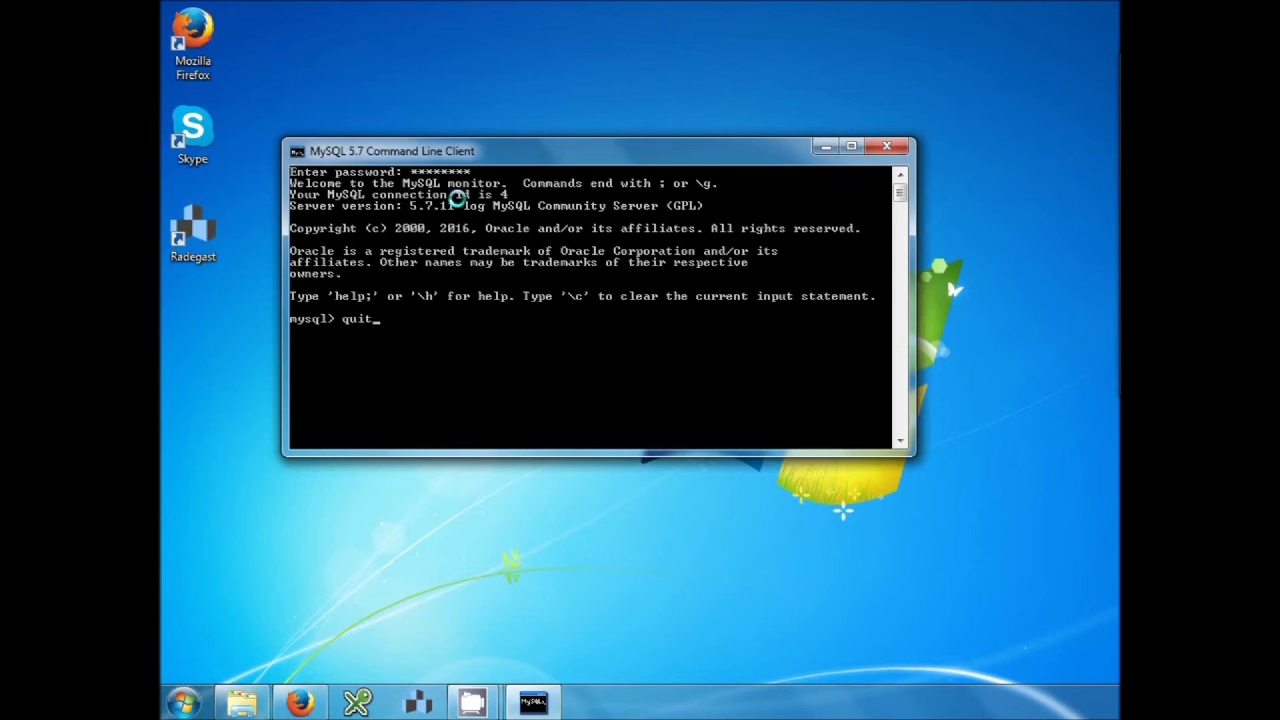 Mozilla
Firefox
S
Skype
Radegast
MySQL 5.7 Command Line Client
Enter password: ********
Welcome to the MySQL monitor. Commands end with ; or \g.
Your MySQL connection id is 4
Server version: 5.7.11-log MySQL Community Server (GPL)
Copyright (c) 2000, 2016, Oracle and/or its affiliates. All rights reserved.
Oracle is a registered trademark of Oracle Corporation and/or its
affiliates. Other names may be trademarks of their respective
owners.
Type 'help;' or '\h' for help. Type '\c' to clear the current input statement.
mysql> quit_